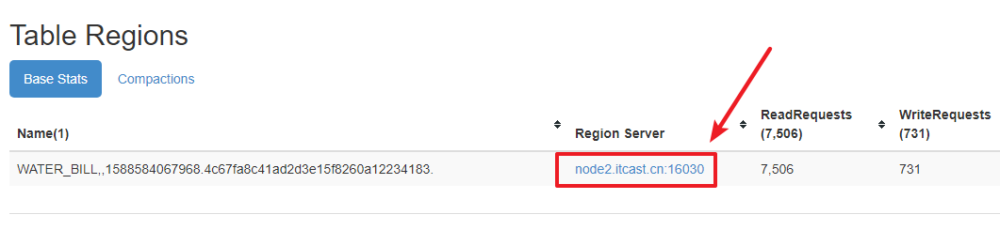 Table Regions
Base Stats Compactions
Name(1) Region Server ReadRequests (7,506) WriteRequests (731)
WATER_BILL,,1588584067968.4c67fa8c41ad2d3e15f8260a12234183. node2.itcast.cn:16030 7,506 731